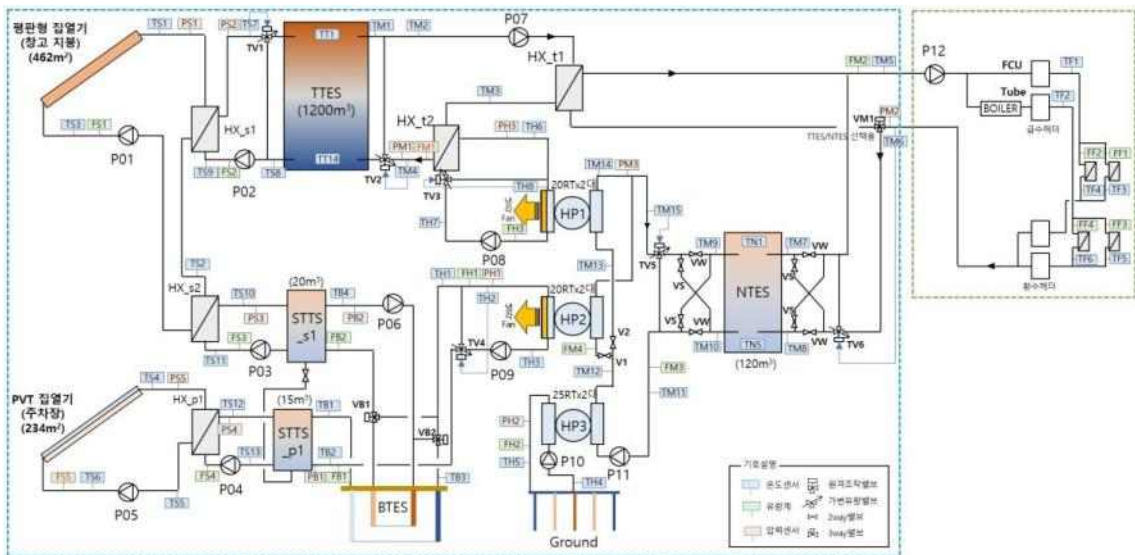 평판형 집열기
(창고 지붕)
(462m²)
TS1
PS1
PS2
TS7
TV1
TS3
FS1
P01
HX_s1
TS9
FS2
P02
TS8
TT1
TTES
(1200m³)
TT14
TM1
TM2
P07
HX_t1
TM3
HX_t2
PH3
TH6
PM1
FM1
TM4
TV2
TV3
TH8
TH7
FH3
P08
Fan
20RTx2대
HP1
TM14
PM3
TM15
TM13
FM2
TM5
PM2
VM1
TTES/NTES 선택용
TM6
P12
FCU
Tube
BOILER
TF1
TF2
급수헤더
FF2
FF1
TF4
TF3
FF4
FF3
TF6
TF5
환수헤더
TS2
HX_s2
TS10
PS3
TS11
FS3
P03
(20m³)
STTS
_s1
TB4
PB2
FB2
P06
TH1
FH1
PH1
TH2
TV4
P09
TH3
Fan
20RTx2대
HP2
FM4
V2
V1
TM12
TV5
VS
VS
VW
VW
TM9
TM10
TN1
NTES
TN5
(120m³)
TM7
TM8
VW
VW
VS
VS
TV6
FM3
TM11
PVT 집열기
(주차장)
(234m²)
TS4
PS5
HX_p1
TS12
PS4
TS13
FS4
P04
FS5
TS6
P05
TS5
(15m³)
STTS
_p1
TB1
TB2
PB1
FB1
VB1
VB2
TB3
BTES
25RTx2대
HP3
PH2
FH2
TH5
P10
TH4
P11
Ground
기호설명
온도센서
유량계
압력센서
원격조작밸브
가변유량밸브
2way밸브
3way밸브